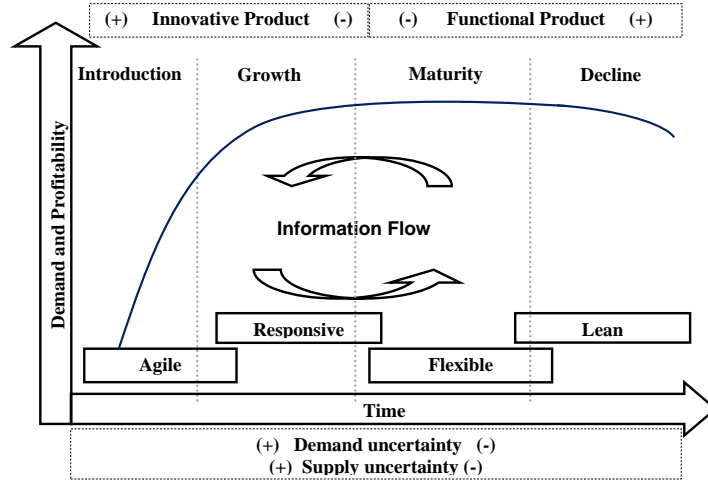 (+) Innovative Product (-) (-) Functional Product (+)
Introduction Growth Maturity Decline
Demand and Profitability
Information Flow
Responsive Lean
Agile Flexible
Time
(+) Demand uncertainty (-)
(+) Supply uncertainty (-)